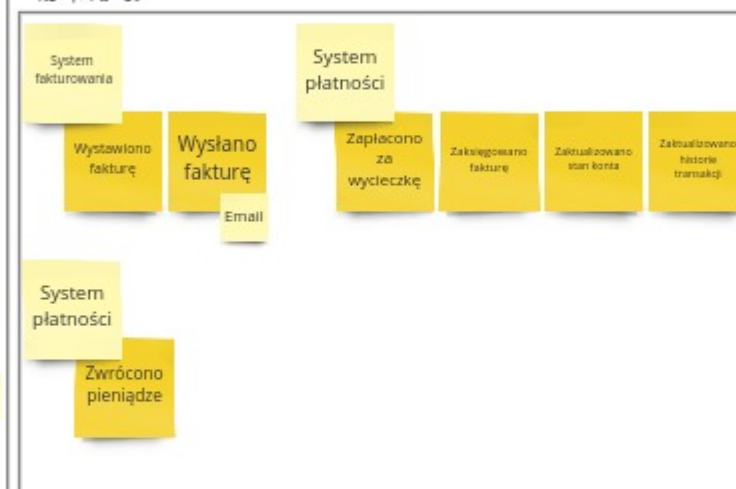 System
fakturowania
Wystawiono
fakturę
Wysłano
fakturę
Email
System
płatności
Zapłacono
za
wycieczkę
Zaksięgowano
fakturę
Zaktualizowano
stan konta
Zaktualizowano
historię
transakcji
System
płatności
Zwrócono
pieniądze